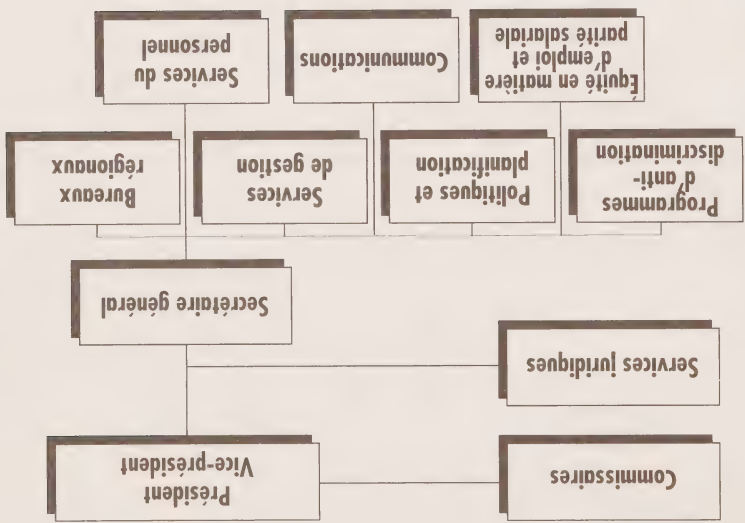 Commissaires
Président
Vice-président
Services juridiques
Secrétaire général
Programmes
d'anti-
discrimination
Politiques et
planification
Services
de gestion
Bureaux
régionaux
Équité en matière
d'emploi et
parité salariale
Communications
Services du
personnel